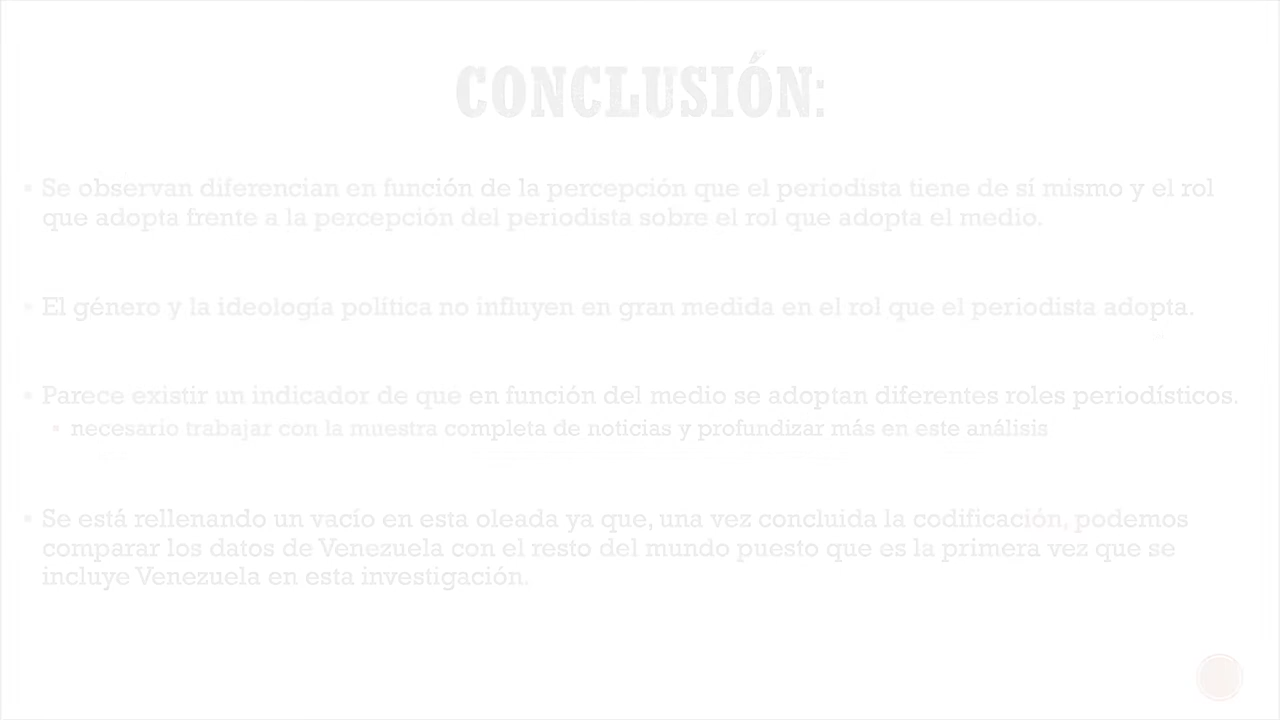 CONCLUSIÓN:
Se observan diferencian en función de la percepción que el periodista tiene de sí mismo y el rol
que adopta frente a la percepción del periodista sobre el rol que adopta el medio.
El género y la ideología política no influyen en gran medida en el rol que el periodista adopta.
Parece existir un indicador de que en función del medio se adoptan diferentes roles periodísticos.
necesario trabajar con la muestra completa de noticias y profundizar más en este análisis
Se está rellenando un vacío en esta oleada ya que, una vez concluida la codificación, podemos
comparar los datos de Venezuela con el resto del mundo puesto que es la primera vez que se
incluye Venezuela en esta investigación.